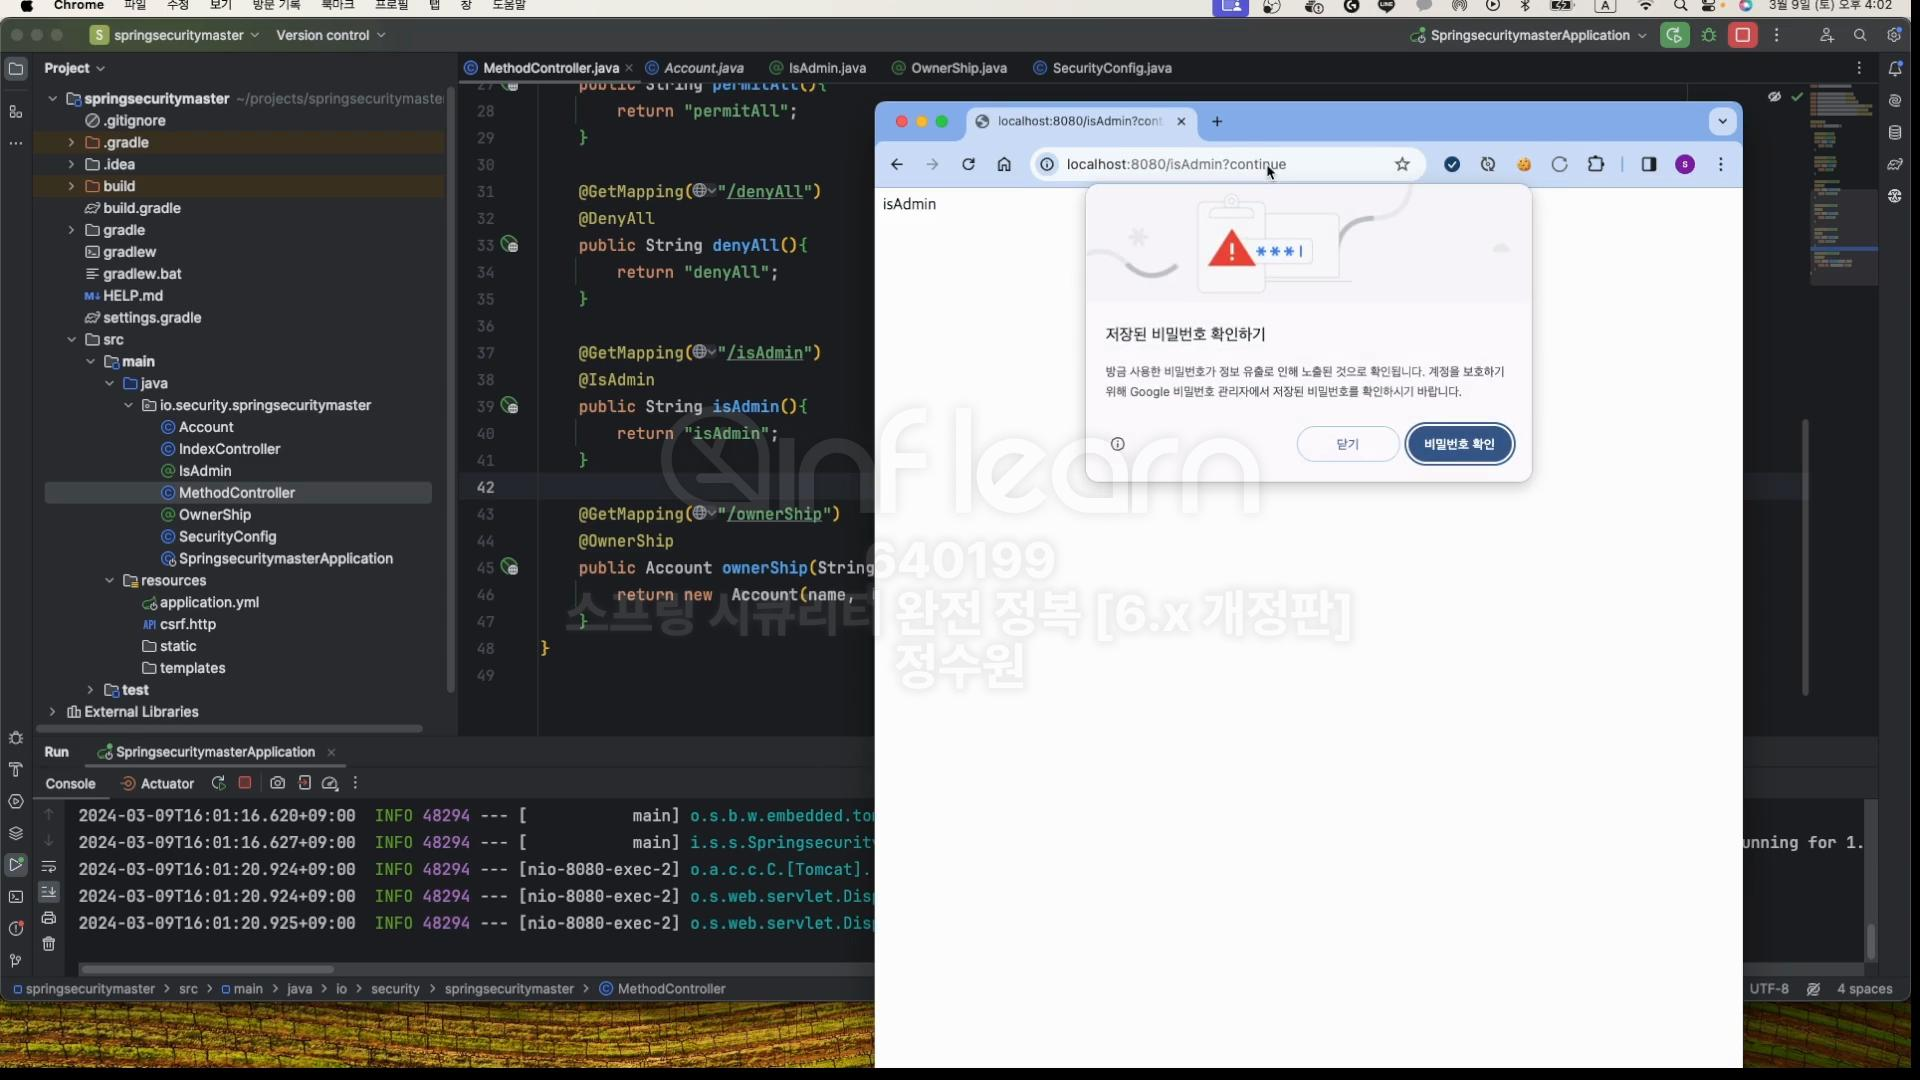 Chrome 파일 수정 보기 방문 기록 북마크 프로필 탭 창 도움말
A 3월 9일 (토) 오후 4:02
S springsecuritymaster Version control
SpringsecuritymasterApplication
Project
MethodController.java Account.java IsAdmin.java OwnerShip.java SecurityConfig.java
springsecuritymaster ~/projects/springsecuritymaste
.gitignore
.gradle
.idea
build
build.gradle
gradle
gradlew
gradlew.bat
M↓ HELP.md
settings.gradle
src
main
java
io.security.springsecuritymaster
Account
IndexController
IsAdmin
MethodController
OwnerShip
SecurityConfig
SpringsecuritymasterApplication
resources
application.yml
API csrf.http
static
templates
test
External Libraries
27 public String permitAll(){
28 return "permitAll";
29 }
30
31 @GetMapping("/denyAll")
32 @DenyAll
33 public String denyAll(){
34 return "denyAll";
35 }
36
37 @GetMapping("/isAdmin")
38 @IsAdmin
39 public String isAdmin(){
40 return "isAdmin";
41 }
42
43 @GetMapping("/ownerShip")
44 @OwnerShip
45 public Account ownerShip(String
46 return new Account(name,
47 }
48 }
49
localhost:8080/isAdmin?cont
localhost:8080/isAdmin?continue
S
isAdmin
***|
저장된 비밀번호 확인하기
방금 사용한 비밀번호가 정보 유출로 인해 노출된 것으로 확인됩니다. 계정을 보호하기
위해 Google 비밀번호 관리자에서 저장된 비밀번호를 확인하시기 바랍니다.
닫기 비밀번호 확인
inflearn
640199
스프링 시큐리티 완전 정복 [6.x 개정판]
정수원
Run SpringsecuritymasterApplication
Console Actuator
2024-03-09T16:01:16.620+09:00 INFO 48294 --- [ main] o.s.b.w.embedded.to
2024-03-09T16:01:16.627+09:00 INFO 48294 --- [ main] i.s.s.Springsecurit unning for 1.
2024-03-09T16:01:20.924+09:00 INFO 48294 --- [nio-8080-exec-2] o.a.c.c.C.[Tomcat].
2024-03-09T16:01:20.924+09:00 INFO 48294 --- [nio-8080-exec-2] o.s.web.servlet.Dis
2024-03-09T16:01:20.925+09:00 INFO 48294 --- [nio-8080-exec-2] o.s.web.servlet.Dis
springsecuritymaster > src > main > java > io > security > springsecuritymaster > MethodController
UTF-8 4 spaces